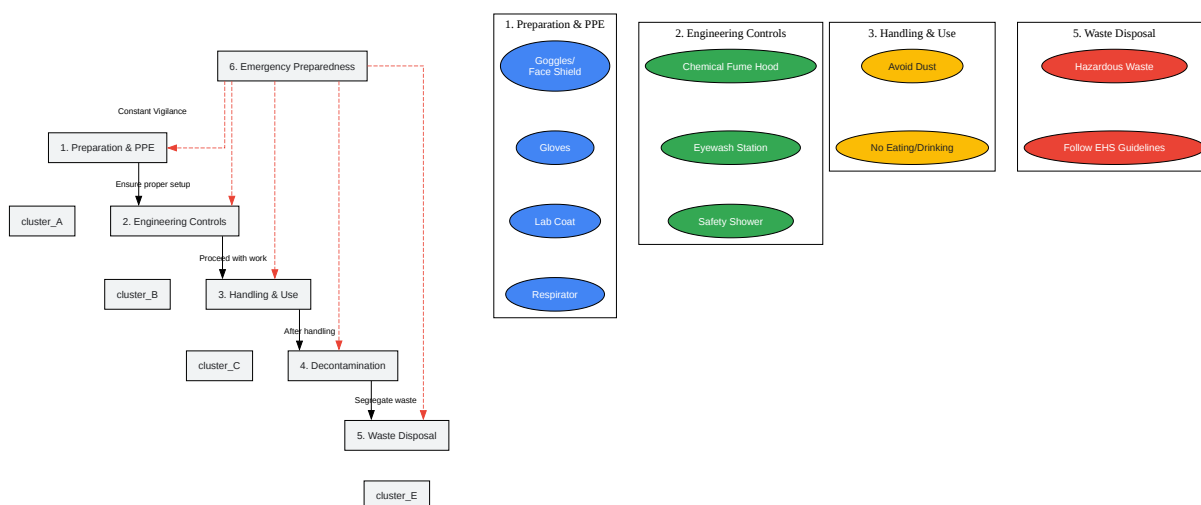 6. Emergency Preparedness
Constant Vigilance
1. Preparation & PPE
Ensure proper setup
cluster_A
2. Engineering Controls
Proceed with work
cluster_B
3. Handling & Use
After handling
cluster_C
4. Decontamination
Segregate waste
5. Waste Disposal
cluster_E
1. Preparation & PPE
Goggles/
Face Shield
Gloves
Lab Coat
Respirator
2. Engineering Controls
Chemical Fume Hood
Eyewash Station
Safety Shower
3. Handling & Use
Avoid Dust
No Eating/Drinking
5. Waste Disposal
Hazardous Waste
Follow EHS Guidelines